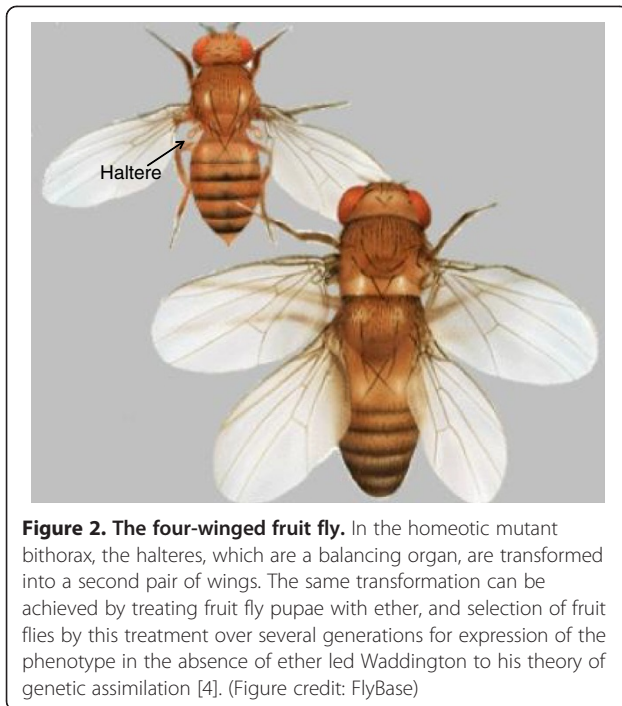 Haltere
Figure 2. The four-winged fruit fly. In the homeotic mutant
bithorax, the halteres, which are a balancing organ, are transformed
into a second pair of wings. The same transformation can be
achieved by treating fruit fly pupae with ether, and selection of fruit
flies by this treatment over several generations for expression of the
phenotype in the absence of ether led Waddington to his theory of
genetic assimilation [4]. (Figure credit: FlyBase)